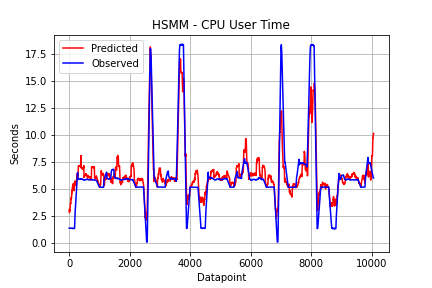 HSMM - CPU User Time
Predicted
Observed
Seconds
17.5
15.0
12.5
10.0
7.5
5.0
2.5
0.0
0 2000 4000 6000 8000 10000
Datapoint